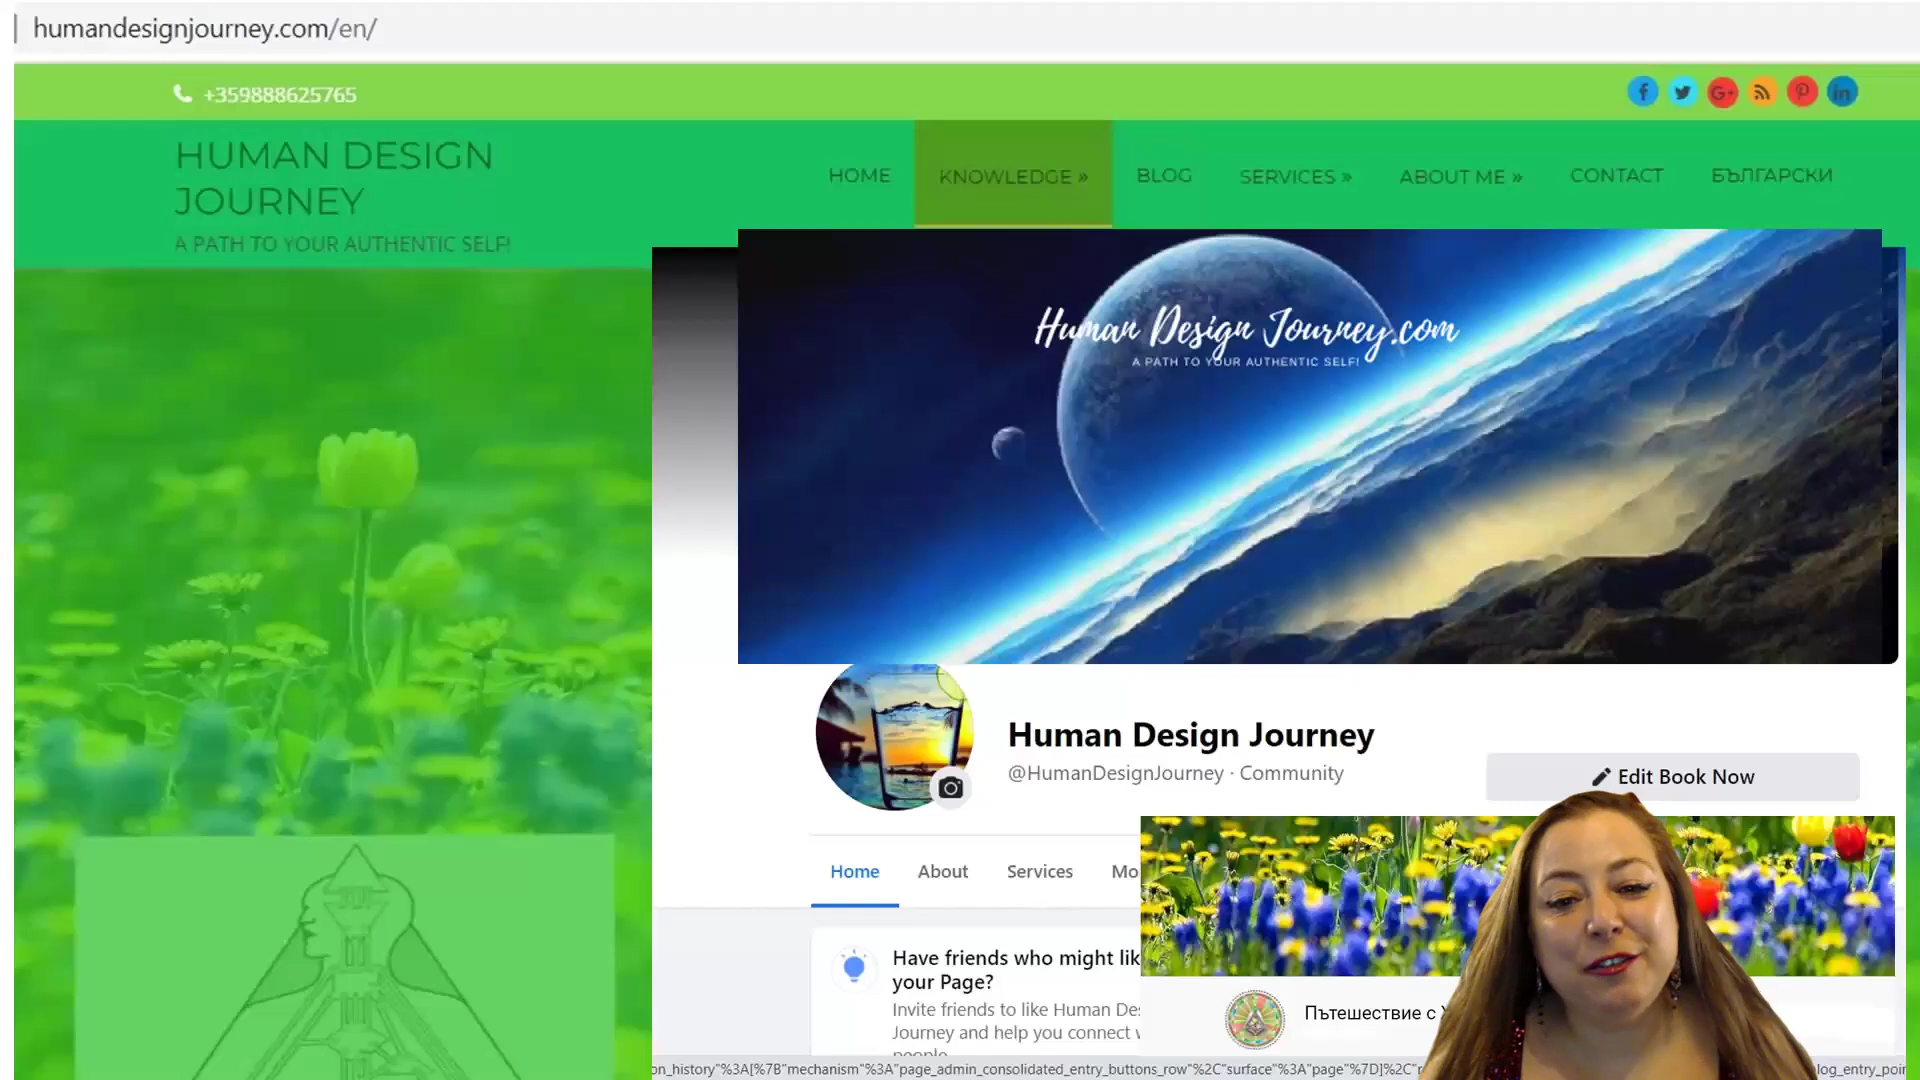 humandesignjourney.com/en/
+359888625765
HUMAN DESIGN
JOURNEY
A PATH TO YOUR AUTHENTIC SELF!
HOME
KNOWLEDGE »
BLOG
SERVICES »
ABOUT ME »
CONTACT
БЪЛГАРСКИ
Human Design Journey.com
A PATH TO YOUR AUTHENTIC SELF!
Human Design Journey
@HumanDesignJourney · Community
Edit Book Now
Home
About
Services
Mo
Have friends who might lik
your Page?
Invite friends to like Human De
Journey and help you connect
people
Пътешествие с
on_history"%3A[%7B"mechanism"%3A"page_admin_consolidated_entry_buttons_row"%2C"surface"%3A"page"%7D]%2C"
log_entry_poin